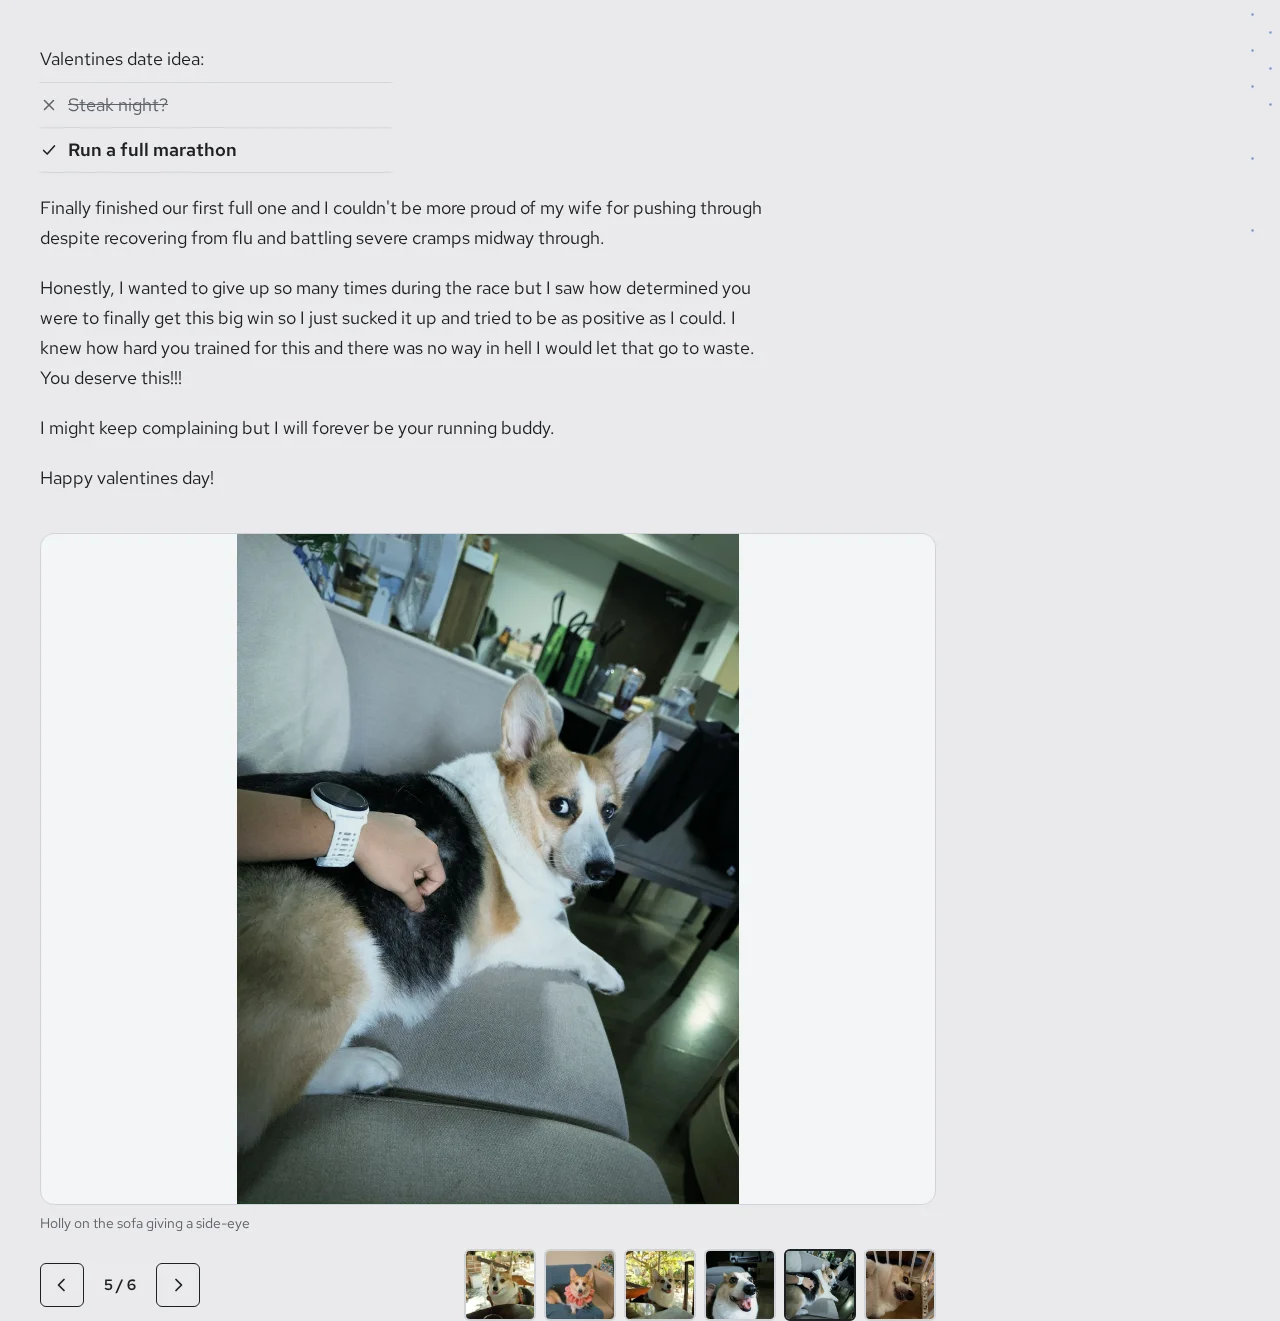 Valentines date idea:
Steak night?
Run a full marathon
Finally finished our first full one and I couldn't be more proud of my wife for pushing through
despite recovering from flu and battling severe cramps midway through.
Honestly, I wanted to give up so many times during the race but I saw how determined you
were to finally get this big win so I just sucked it up and tried to be as positive as I could. I
knew how hard you trained for this and there was no way in hell I would let that go to waste.
You deserve this!!!
I might keep complaining but I will forever be your running buddy.
Happy valentines day!
Holly on the sofa giving a side-eye
5 / 6